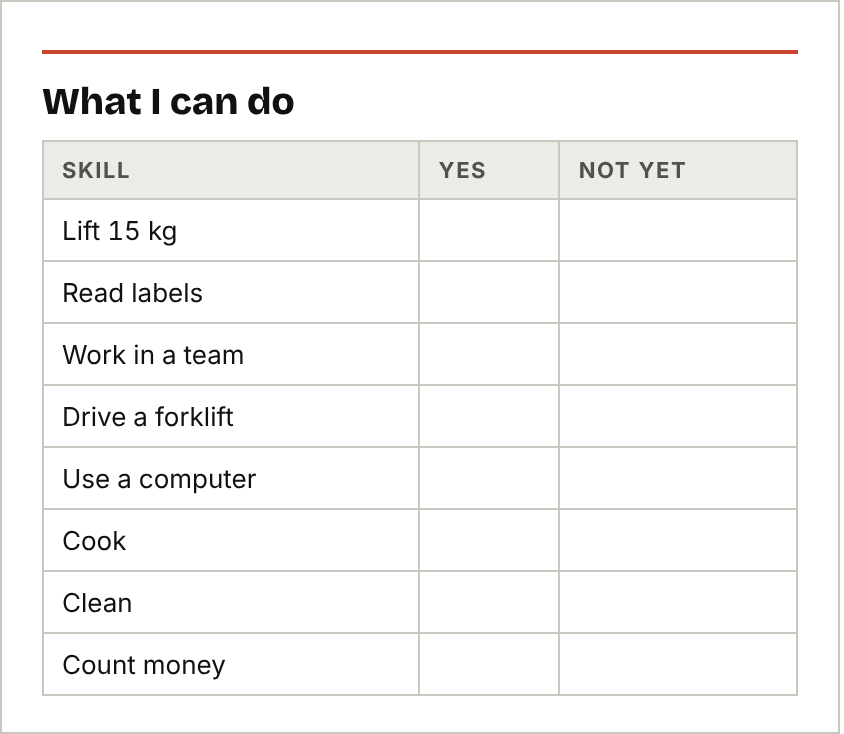 What I can do
SKILL YES NOT YET
Lift 15 kg
Read labels
Work in a team
Drive a forklift
Use a computer
Cook
Clean
Count money